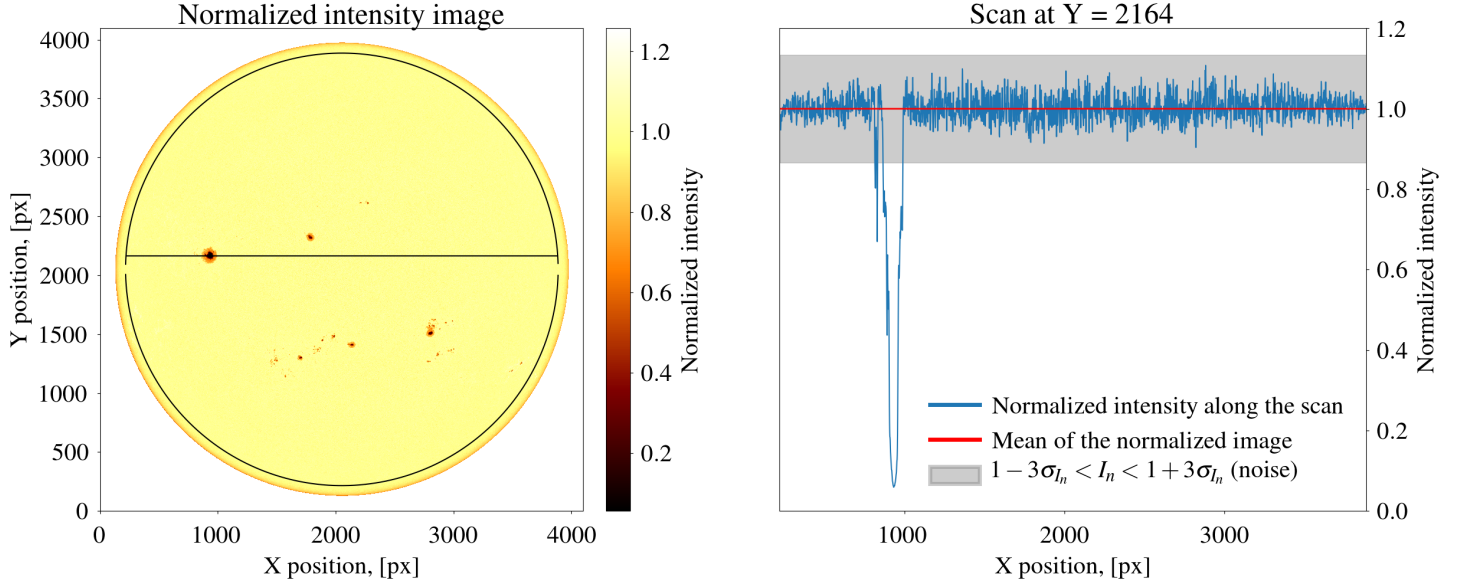 Normalized intensity image
4000
3500
3000
2500
2000
1500
1000
500
0
0 1000 2000 3000 4000
Y position, [px]
X position, [px]
1.2
1.0
0.8
0.6
0.4
0.2
Normalized intensity
Scan at Y = 2164
1.2
1.0
0.8
0.6
0.4
0.2
0.0
Normalized intensity
1000 2000 3000
X position, [px]
Normalized intensity along the scan
Mean of the normalized image
1 − 3σ_{I_n} < I_n < 1 + 3σ_{I_n} (noise)